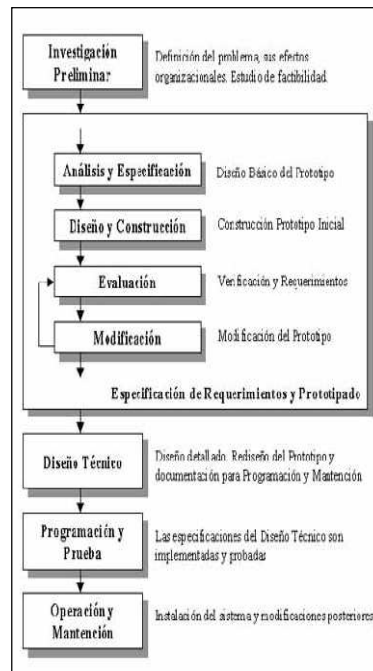 Investigación
Preliminar
Definición del problema, sus efectos
organizacionales. Estudio de factibilidad.
Análisis y Especificación
Diseño Básico del Prototipo
Diseño y Construcción
Construcción Prototipo Inicial
Evaluación
Verificación y Requerimientos
Modificación
Modificación del Prototipo
Especificación de Requerimientos y Prototipado
Diseño Técnico
Diseño detallado. Rediseño del Prototipo y
documentación para Programación y Mantención
Programación y
Prueba
Las especificaciones del Diseño Técnico son
implementadas y probadas
Operación y
Mantención
Instalación del sistema y modificaciones posteriores